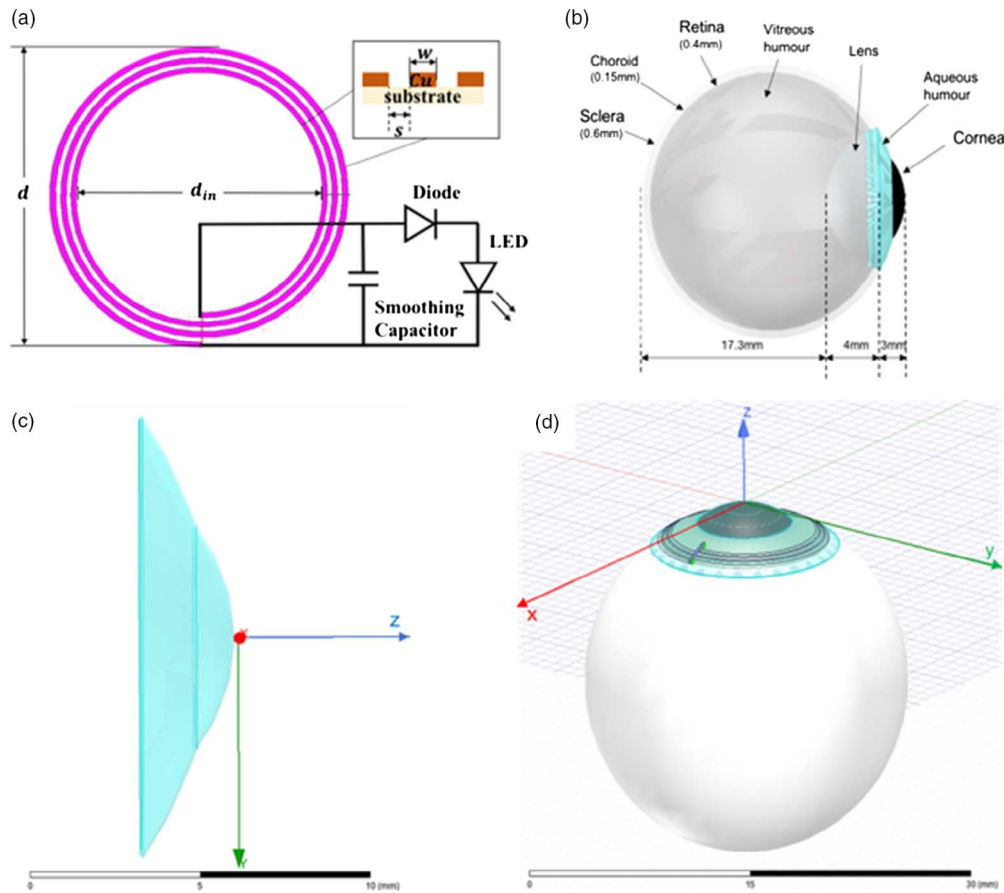 (a)
w
Cu
substrate
s
d
d_in
Diode
LED
Smoothing
Capacitor
(b)
Retina
(0.4mm)
Vitreous
humour
Lens
Choroid
(0.15mm)
Aqueous
humour
Sclera
(0.6mm)
Cornea
17.3mm
4mm
3mm
(c)
Z
Y
0
5
10 (mm)
(d)
z
y
x
0
15
30 (mm)